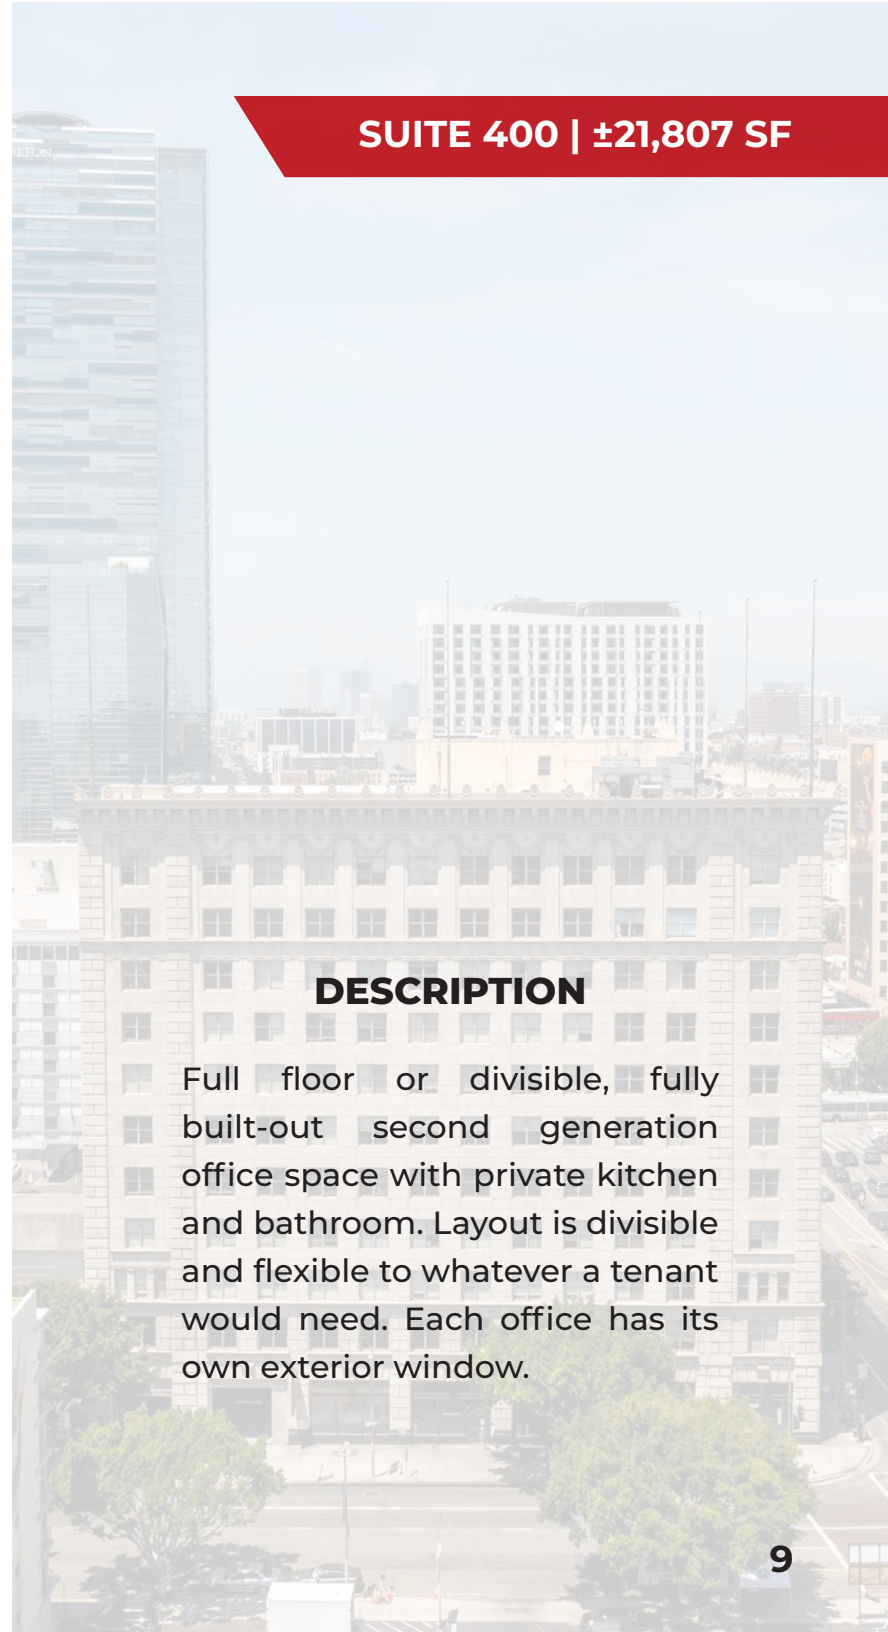 SUITE 400 | ±21,807 SF
DESCRIPTION
Full floor or divisible, fully
built-out second generation
office space with private kitchen
and bathroom. Layout is divisible
and flexible to whatever a tenant
would need. Each office has its
own exterior window.
9